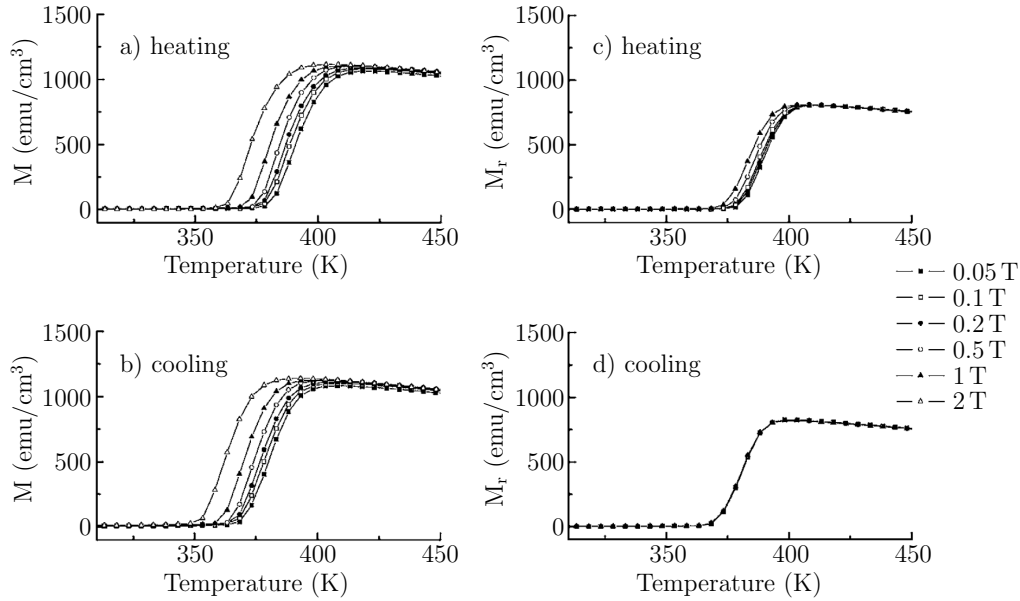 1500
1000
500
0
M (emu/cm³)
a) heating
350
400
450
Temperature (K)
1500
1000
500
0
Mᵣ (emu/cm³)
c) heating
350
400
450
Temperature (K)
0.05 T
0.1 T
0.2 T
0.5 T
1 T
2 T
1500
1000
500
0
M (emu/cm³)
b) cooling
350
400
450
Temperature (K)
1500
1000
500
0
Mᵣ (emu/cm³)
d) cooling
350
400
450
Temperature (K)